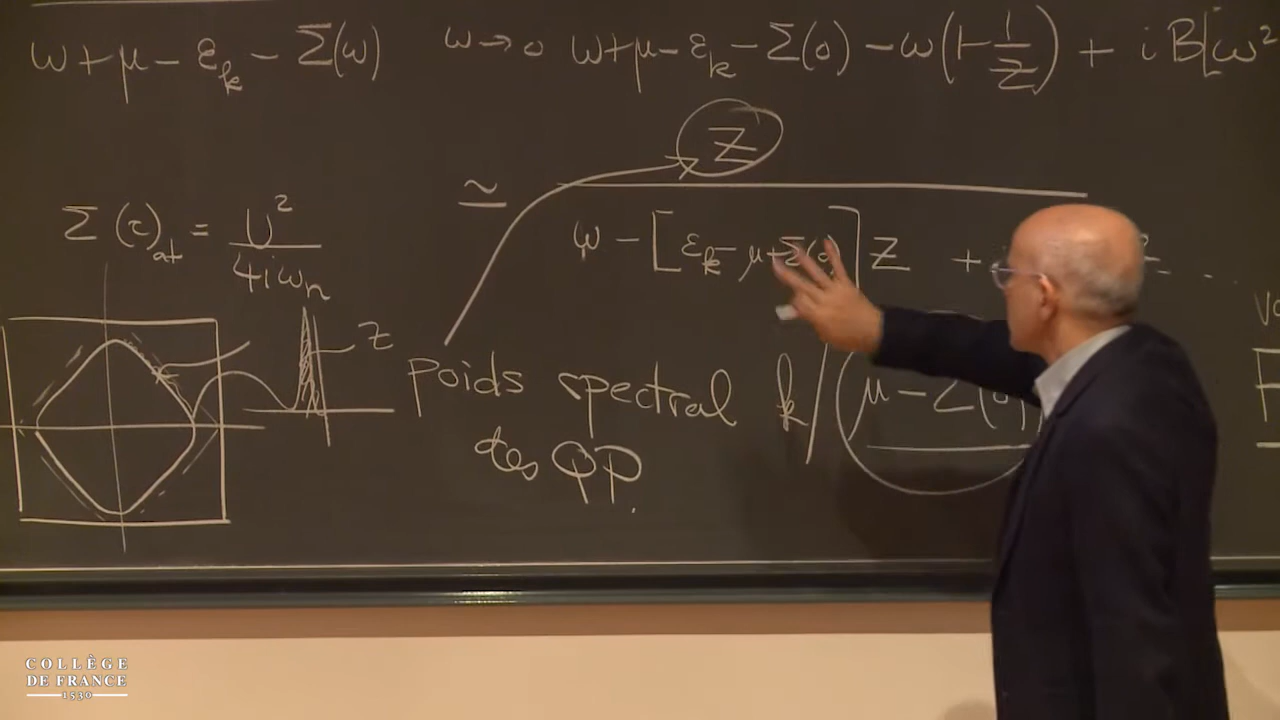 ω+μ−ε_k−Σ(ω)   ω→0   ω+μ−ε_k−Σ(0)−ω(1−1/Z)+iB[ω²
Z
Σ(τ)_at = U²/4iω_n   ≃   ω−[ε_k−μ+Σ(0)]Z +
Z
poids spectral   k/   μ−Σ(0)
des QP.
COLLÈGE
DE FRANCE
1530